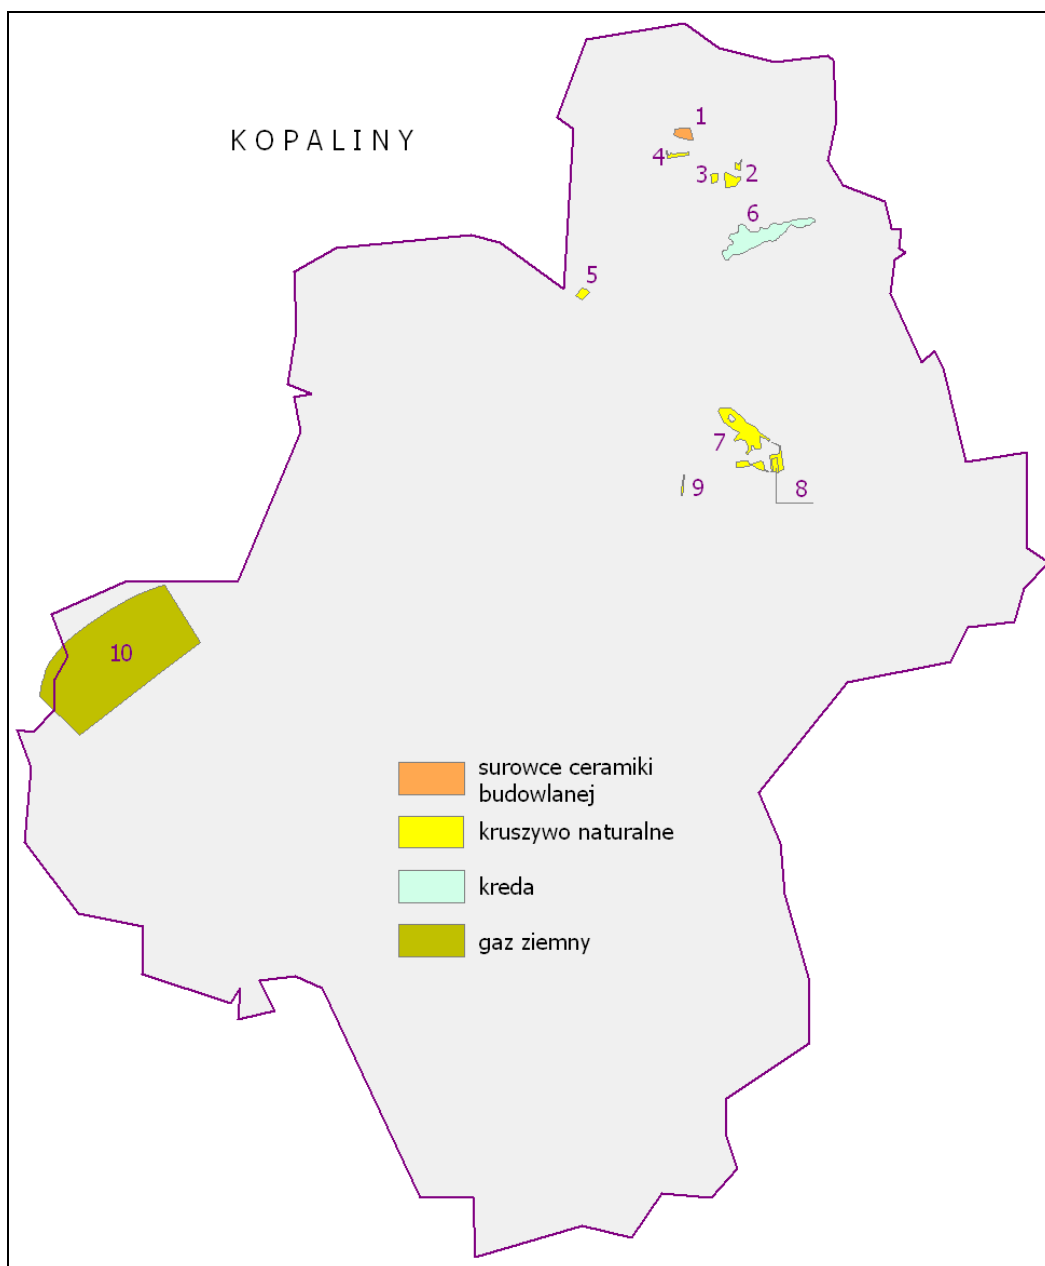 KOPALINY
1
4
3
2
6
5
7
9
8
10
surowce ceramiki
budowlanej
kruszywo naturalne
kreda
gaz ziemny